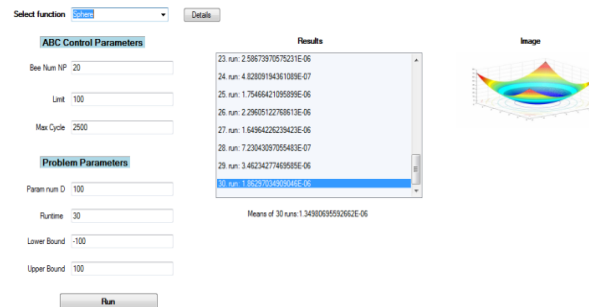 Select function Sphere Details
ABC Control Parameters
Bee Num NP 20
Limit 100
Max Cycle 2500
Problem Parameters
Param num D 100
Runtime 30
Lower Bound -100
Upper Bound 100
Run
Results
23. run: 2.58673970575231E-06
24. run: 4.82809194361089E-07
25. run: 1.75466421095899E-06
26. run: 2.29605122768613E-06
27. run: 1.64964226239423E-06
28. run: 7.23043097055483E-07
29. run: 3.46234277469585E-06
30. run: 1.86297034909046E-06
Means of 30 runs:1.34980695592662E-06
Image